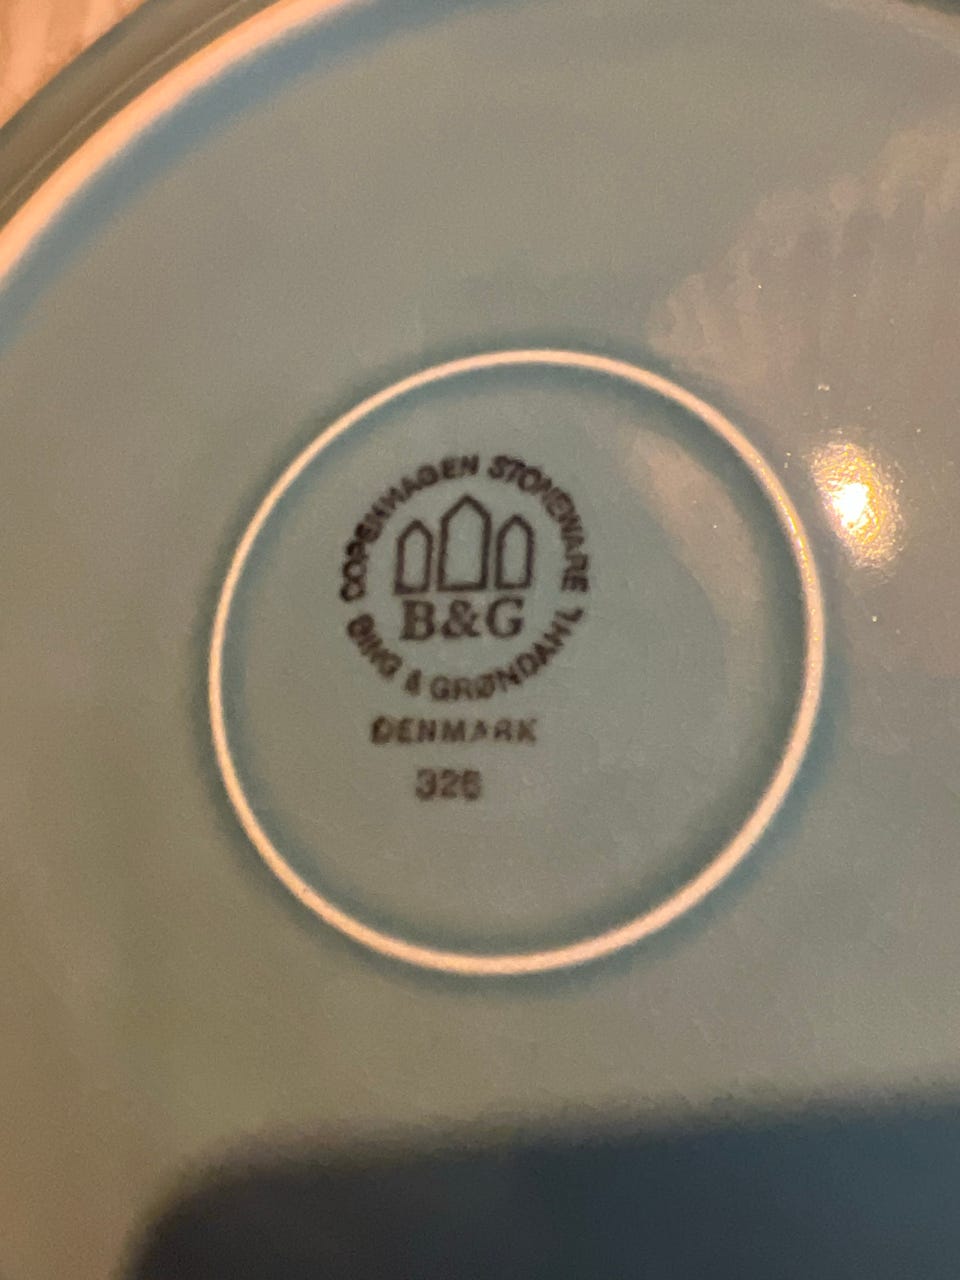 COPENHAGEN STONEWARE
B&G
BING & GRØNDAHL
DENMARK
326